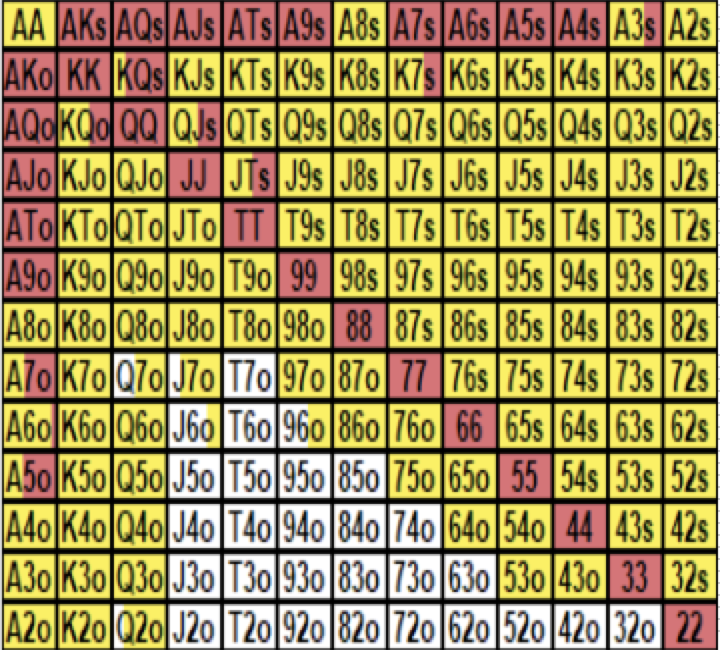 AA AKs AQs AJs ATs A9s A8s A7s A6s A5s A4s A3s A2s
AKo KK KQs KJs KTs K9s K8s K7s K6s K5s K4s K3s K2s
AQo KQo QQ QJs QTs Q9s Q8s Q7s Q6s Q5s Q4s Q3s Q2s
AJo KJo QJo JJ JTs J9s J8s J7s J6s J5s J4s J3s J2s
ATo KTo QTo JTo TT T9s T8s T7s T6s T5s T4s T3s T2s
A9o K9o Q9o J9o T9o 99 98s 97s 96s 95s 94s 93s 92s
A8o K8o Q8o J8o T8o 98o 88 87s 86s 85s 84s 83s 82s
A7o K7o Q7o J7o T7o 97o 87o 77 76s 75s 74s 73s 72s
A6o K6o Q6o J6o T6o 96o 86o 76o 66 65s 64s 63s 62s
A5o K5o Q5o J5o T5o 95o 85o 75o 65o 55 54s 53s 52s
A4o K4o Q4o J4o T4o 94o 84o 74o 64o 54o 44 43s 42s
A3o K3o Q3o J3o T3o 93o 83o 73o 63o 53o 43o 33 32s
A2o K2o Q2o J2o T2o 92o 82o 72o 62o 52o 42o 32o 22